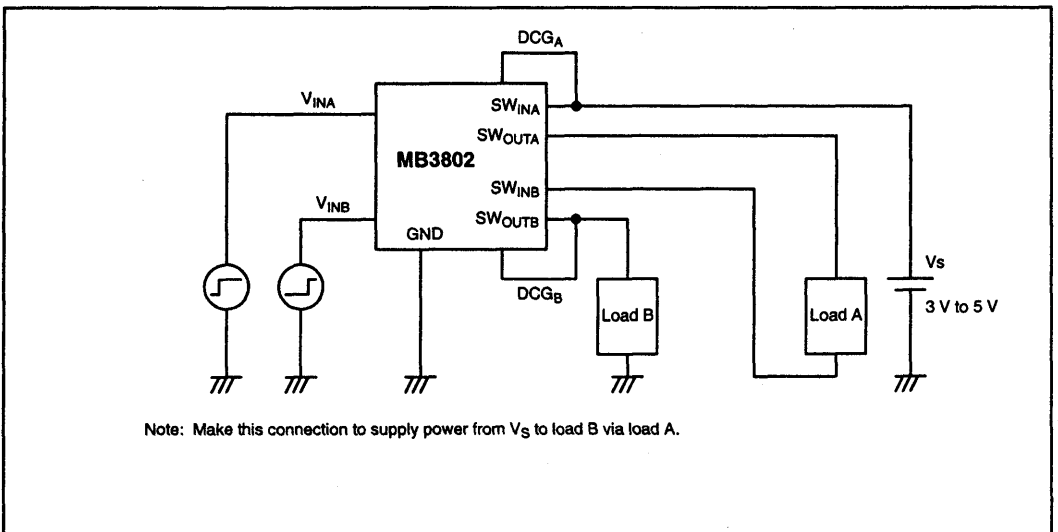 DCGA
VINA
SWINA
SWOUTA
MB3802
SWINB
VINB
SWOUTB
GND
DCGB
Vs
3 V to 5 V
Load B
Load A
Note: Make this connection to supply power from VS to load B via load A.